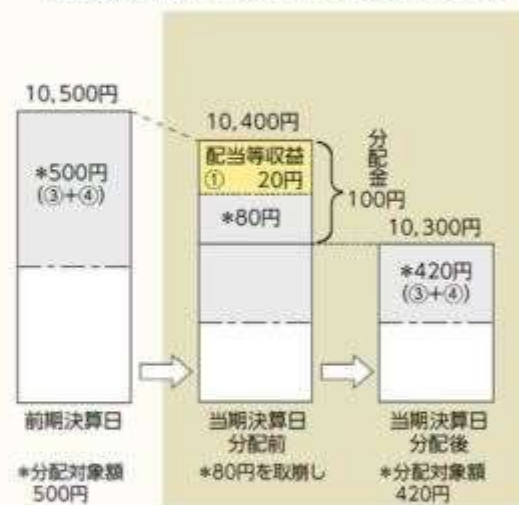 10,500円
*500円
(③+④)
10,400円
配当等収益
① 20円
*80円
分配金
100円
10,300円
*420円
(③+④)
前期決算日
当期決算日
分配前
当期決算日
分配後
*分配対象額
500円
*80円を取崩し
*分配対象額
420円